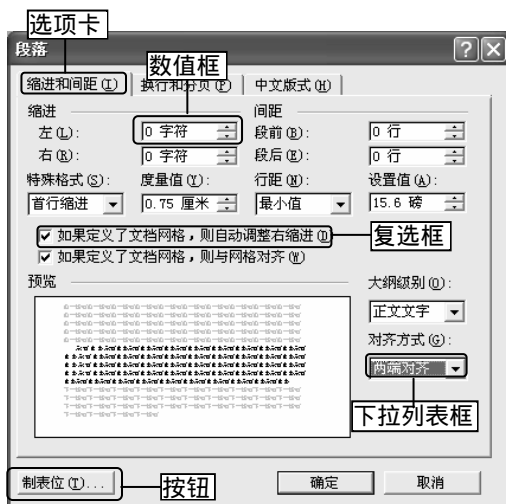 选项卡
段落
数值框
缩进和间距(I) 换行和分页(P) 中文版式(H)
缩进 间距
左(L): 0 字符 段前(B): 0 行
右(R): 0 字符 段后(E): 0 行
特殊格式(S): 度量值(Y): 行距(N): 设置值(A):
首行缩进 0.75 厘米 最小值 15.6 磅
如果定义了文档网格，则自动调整右缩进(D)
复选框
如果定义了文档网格，则与网格对齐(W)
预览
大纲级别(O):
正文文字
对齐方式(G):
两端对齐
下拉列表框
制表位(T)... 按钮 确定 取消